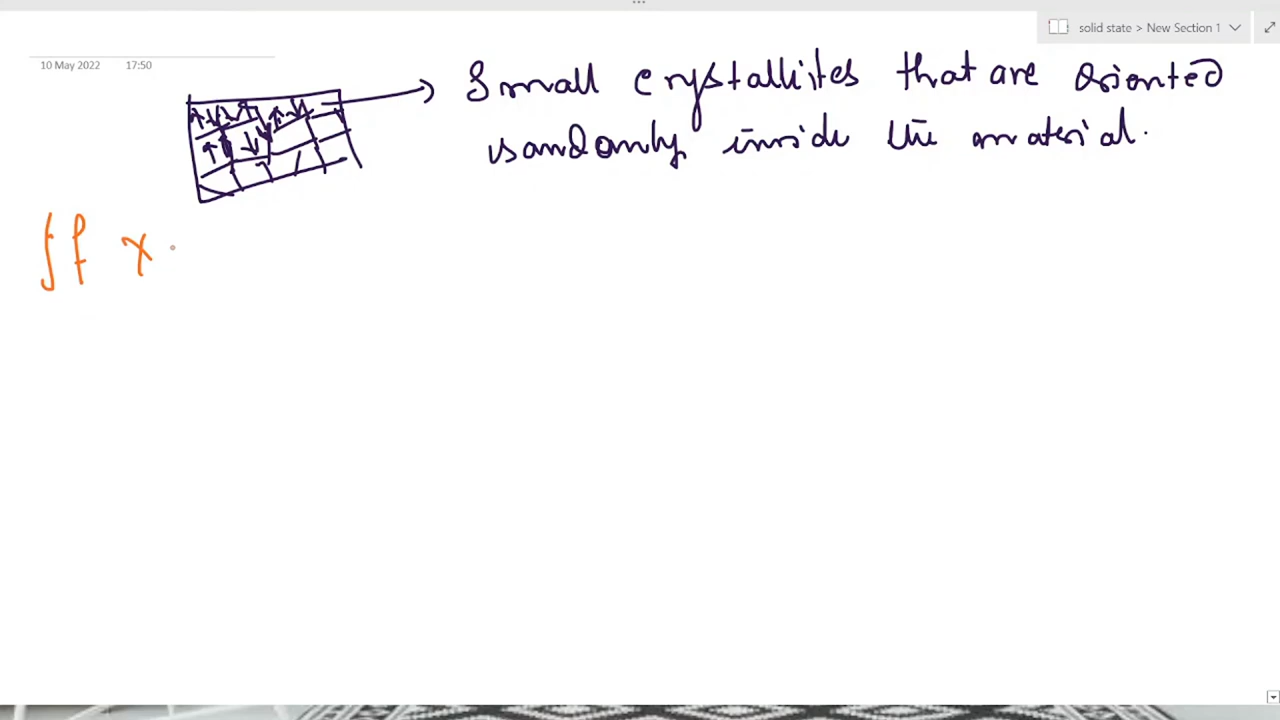 solid state > New Section 1
10 May 2022 17:50
Small crystallites that are oriented
randomly inside the material.
If x